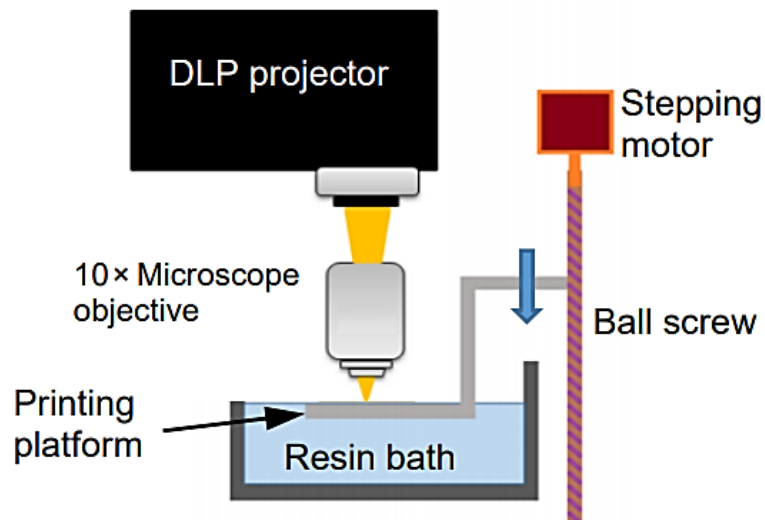 DLP projector
Stepping
motor
10× Microscope
objective
Ball screw
Printing
platform
Resin bath